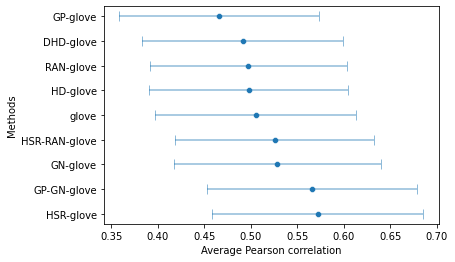 GP-glove
DHD-glove
RAN-glove
HD-glove
glove
HSR-RAN-glove
GN-glove
GP-GN-glove
HSR-glove
Methods
0.35 0.40 0.45 0.50 0.55 0.60 0.65 0.70
Average Pearson correlation